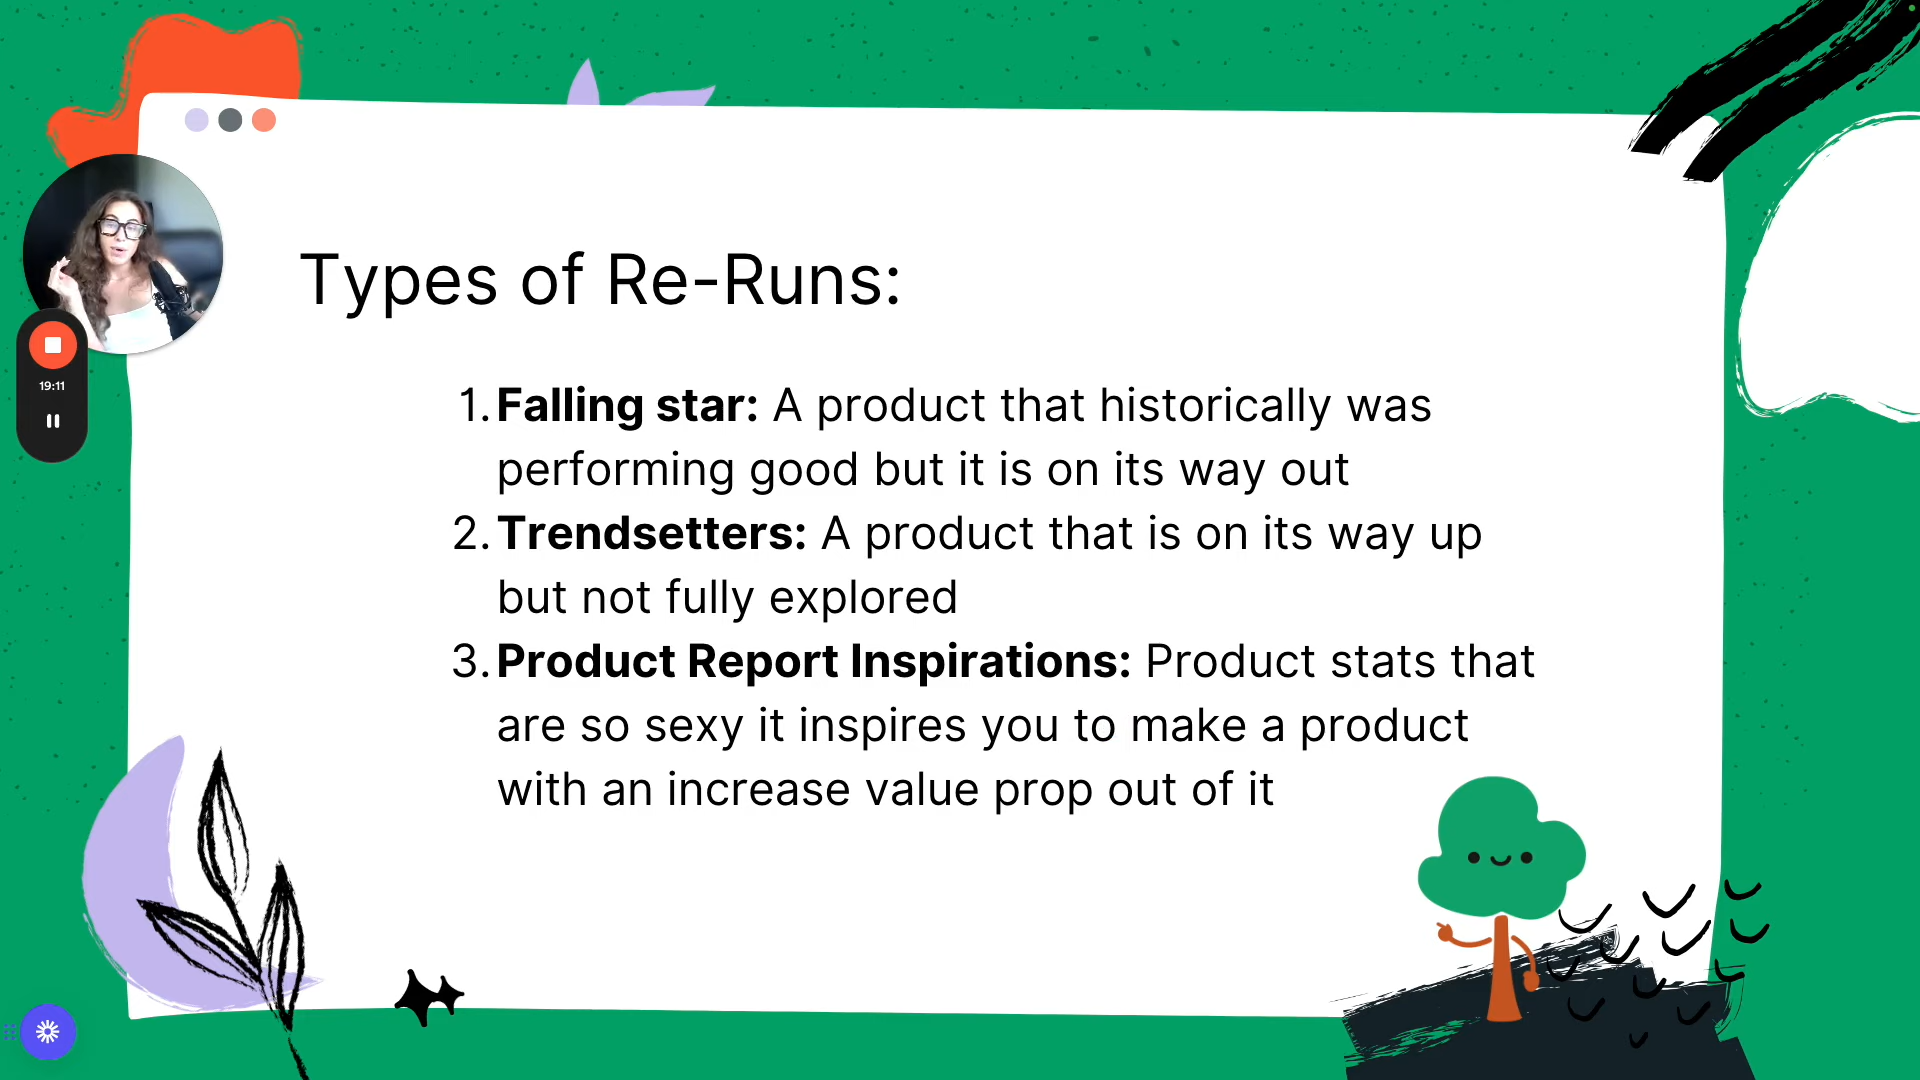 Types of Re-Runs:
19:11
1. Falling star: A product that historically was
performing good but it is on its way out
2. Trendsetters: A product that is on its way up
but not fully explored
3. Product Report Inspirations: Product stats that
are so sexy it inspires you to make a product
with an increase value prop out of it